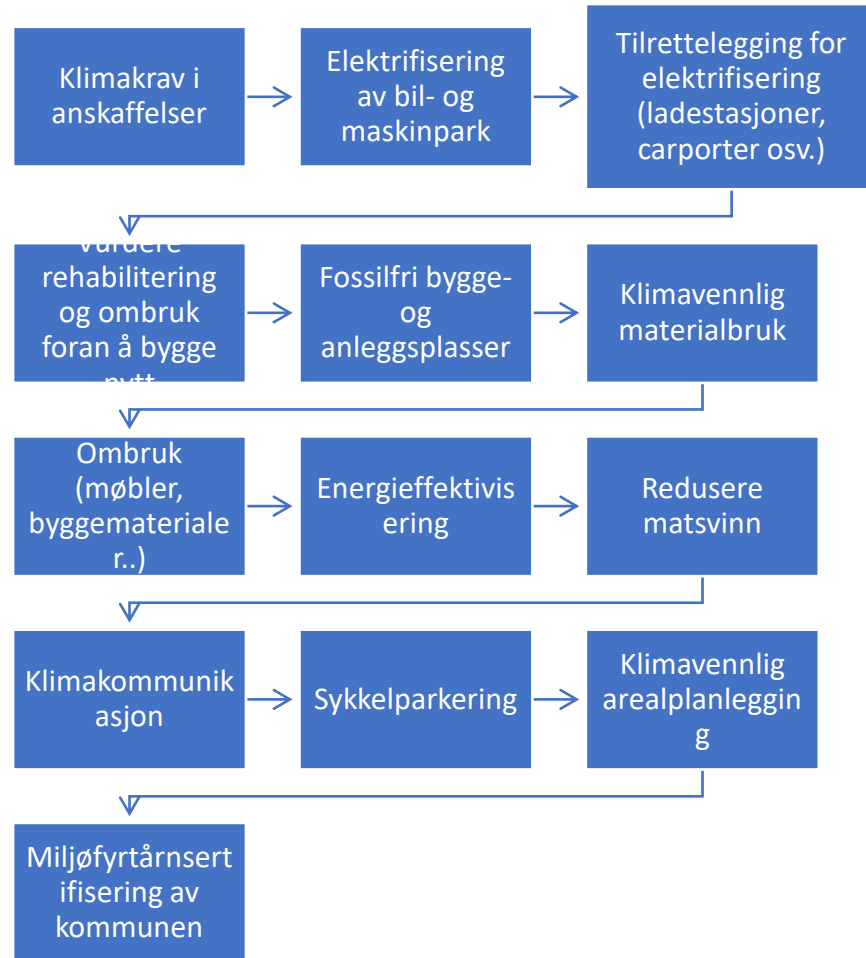 Klimakrav i
anskaffelser
Elektrifisering
av bil- og
maskinpark
Tilrettelegging for
elektrifisering
(ladestasjoner,
carporter osv.)
Vurdere
rehabilitering
og ombruk
foran å bygge
nytt
Fossilfri bygge-
og
anleggsplasser
Klimavennlig
materialbruk
Ombruk
(møbler,
byggemateriale
r..)
Energieffektivis
ering
Redusere
matsvinn
Klimakommunik
asjon
Sykkelparkering
Klimavennlig
arealplanleggin
g
Miljøfyrtårnsert
ifisering av
kommunen